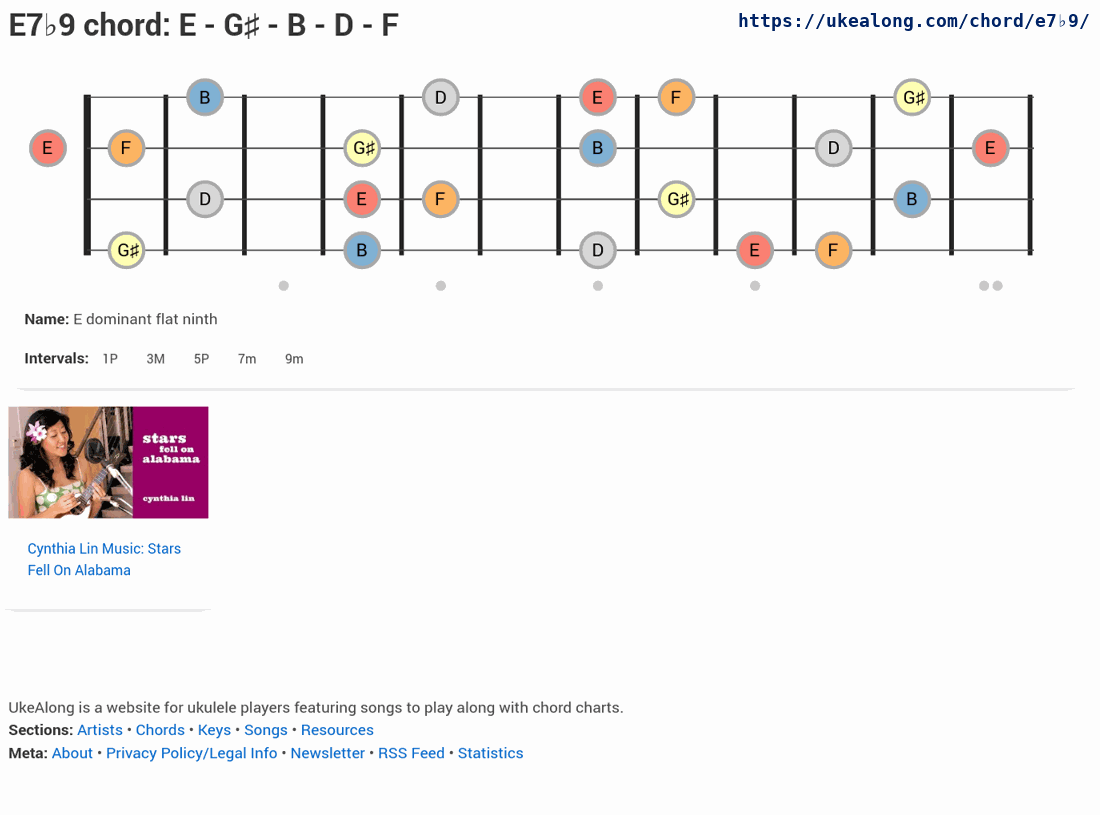 E7♭9 chord: E - G♯ - B - D - F
https://ukealong.com/chord/e7♭9/
B D E F G♯
E F G♯ B D E
D E F G♯ B
G♯ B D E F
Name: E dominant flat ninth
Intervals: 1P 3M 5P 7m 9m
stars
fell on
alabama
cynthia lin
Cynthia Lin Music: Stars
Fell On Alabama
UkeAlong is a website for ukulele players featuring songs to play along with chord charts.
Sections: Artists • Chords • Keys • Songs • Resources
Meta: About • Privacy Policy/Legal Info • Newsletter • RSS Feed • Statistics